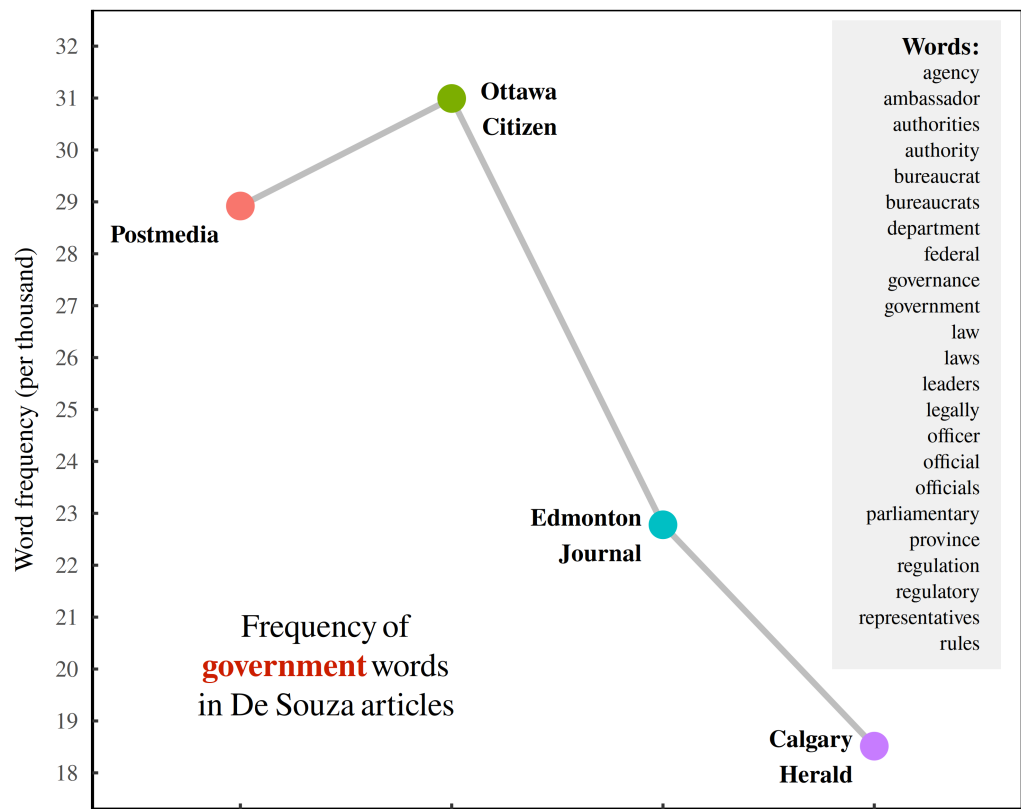 Word frequency (per thousand)
32
31
30
29
28
27
26
25
24
23
22
21
20
19
18
Postmedia
Ottawa
Citizen
Edmonton
Journal
Calgary
Herald
Frequency of
government words
in De Souza articles
Words:
agency
ambassador
authorities
authority
bureaucrat
bureaucrats
department
federal
governance
government
law
laws
leaders
legally
officer
official
officials
parliamentary
province
regulation
regulatory
representatives
rules